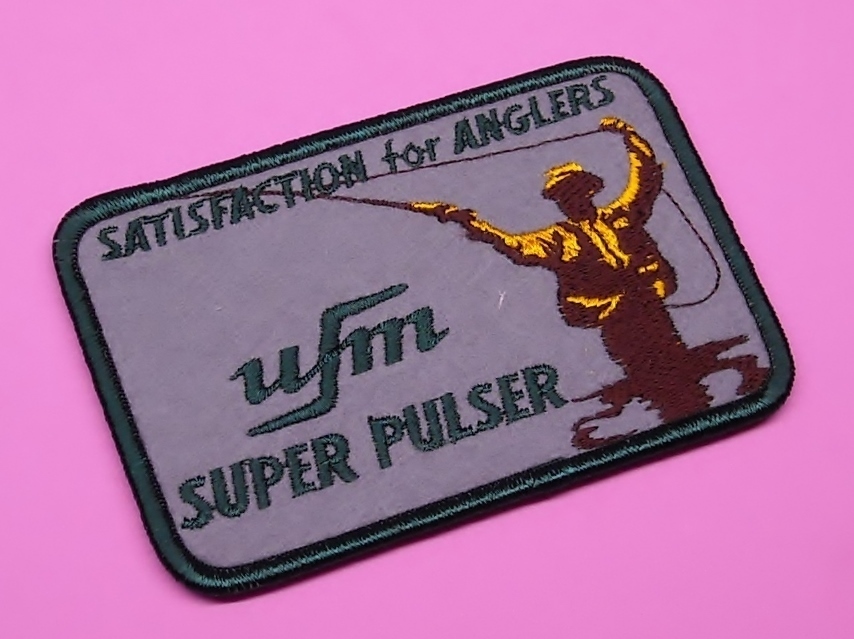 SATISFACTION for ANGLERS
ufm
SUPER PULSER